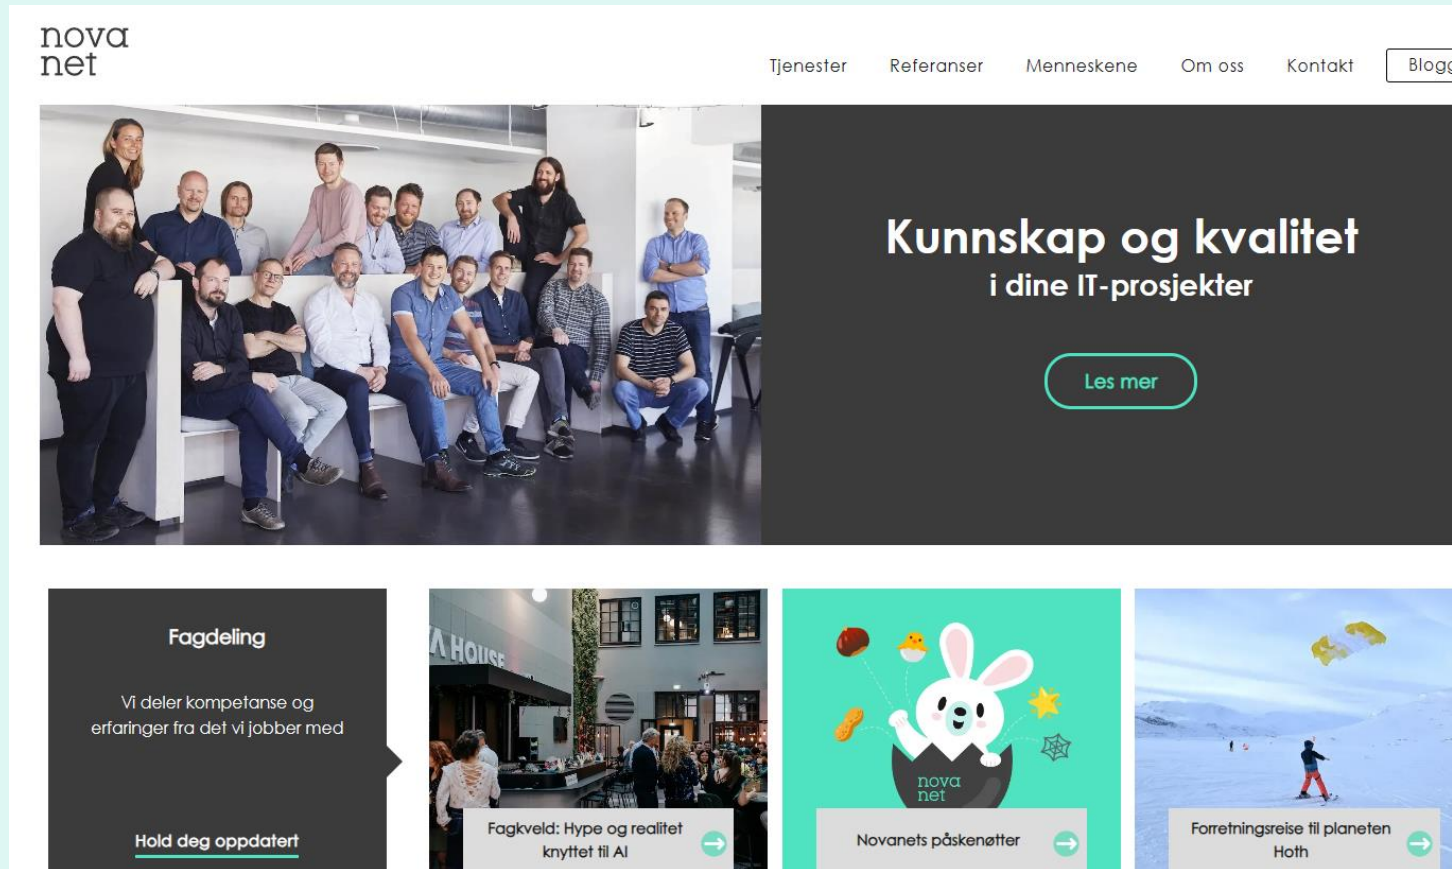 nova
net
Tjenester
Referanser
Menneskene
Om oss
Kontakt
Blogg
Kunnskap og kvalitet
i dine IT-prosjekter
Les mer
Fagdeling
Vi deler kompetanse og
erfaringer fra det vi jobber med
Hold deg oppdatert
A HOUSE
Fagkveld: Hype og realitet
knyttet til AI
nova
net
Novanets påskenøtter
Forretningsreise til planeten
Hoth